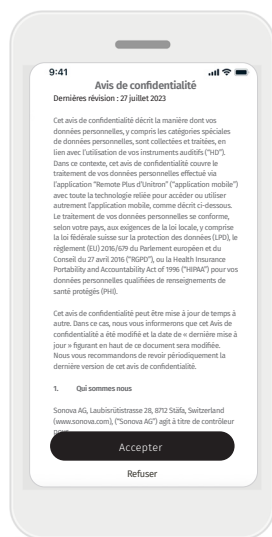 9:41
Avis de confidentialité
Dernières révision : 27 juillet 2023
Cet avis de confidentialité décrit la manière dont vos
données personnelles, y compris les catégories spéciales
de données personnelles, sont collectées et traitées, en
lien avec l'utilisation de vos instruments auditifs ("HD").
Dans ce contexte, cet avis de confidentialité couvre le
traitement de vos données personnelles effectué via
l'application "Remote Plus d'Unitron" ("application mobile")
avec toute la technologie reliée pour accéder ou utiliser
autrement l'application mobile, comme décrit ci-dessous.
Le traitement de vos données personnelles se conforme,
selon votre pays, aux exigences de la loi locale, y comprise
la loi fédérale suisse sur la protection des données (LPD), le
règlement (EU) 2016/679 du Parlement européen et du
Conseil du 27 avril 2016 ("RGPD"), ou la Health Insurance
Portability and Accountability Act of 1996 ("HIPAA") pour vos
données personnelles qualifiées de renseignements de
santé protégés (PHI).
Cet avis de confidentialité peut être mise à jour de temps à
autre. Dans ce cas, nous vous informerons que cet Avis de
confidentialité a été modifié et la date de « dernière mise à
jour » figurant en haut de ce document sera modifiée.
Nous vous recommandons de revoir périodiquement la
dernière version de cet avis de confidentialité.
1. Qui sommes nous
Sonova AG, Laubisrütistrasse 28, 8712 Stäfa, Switzerland
(www.sonova.com), ("Sonova AG") agit à titre de contrôleur
Accepter
Refuser